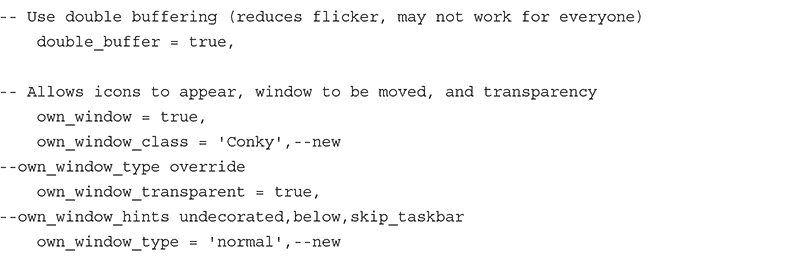 -- Use double buffering (reduces flicker, may not work for everyone)
double_buffer = true,
-- Allows icons to appear, window to be moved, and transparency
own_window = true,
own_window_class = 'Conky',--new
--own_window_type override
own_window_transparent = true,
--own_window_hints undecorated,below,skip_taskbar
own_window_type = 'normal',--new